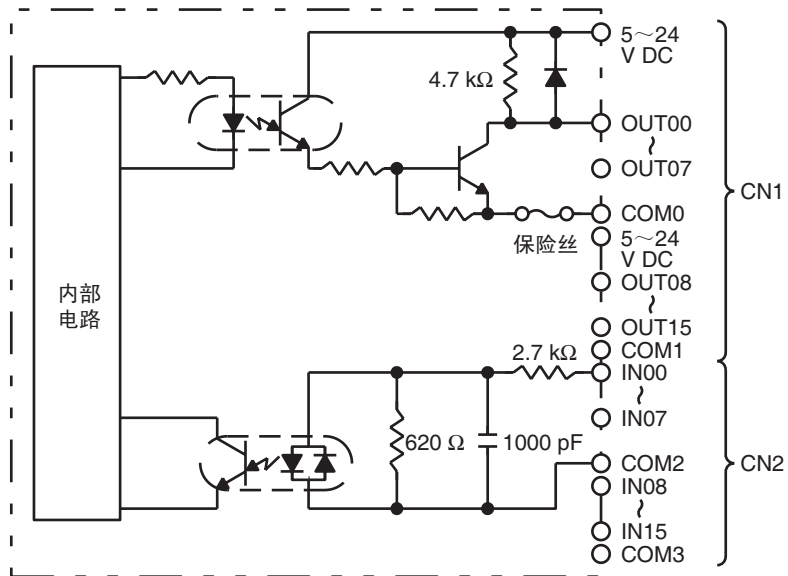 5～24
V DC
4.7 kΩ
OUT00
～
OUT07
CN1
COM0
保险丝
5～24
V DC
OUT08
～
内部
电路
OUT15
COM1
2.7 kΩ
IN00
～
IN07
620 Ω
1000 pF
COM2
CN2
IN08
～
IN15
COM3